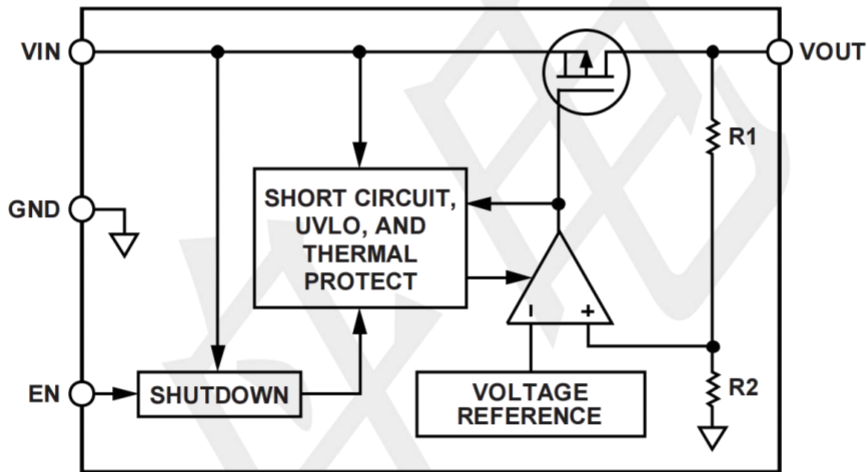 VIN
VOUT
R1
SHORT CIRCUIT,
UVLO, AND
THERMAL
PROTECT
GND
- +
EN
SHUTDOWN
VOLTAGE
REFERENCE
R2